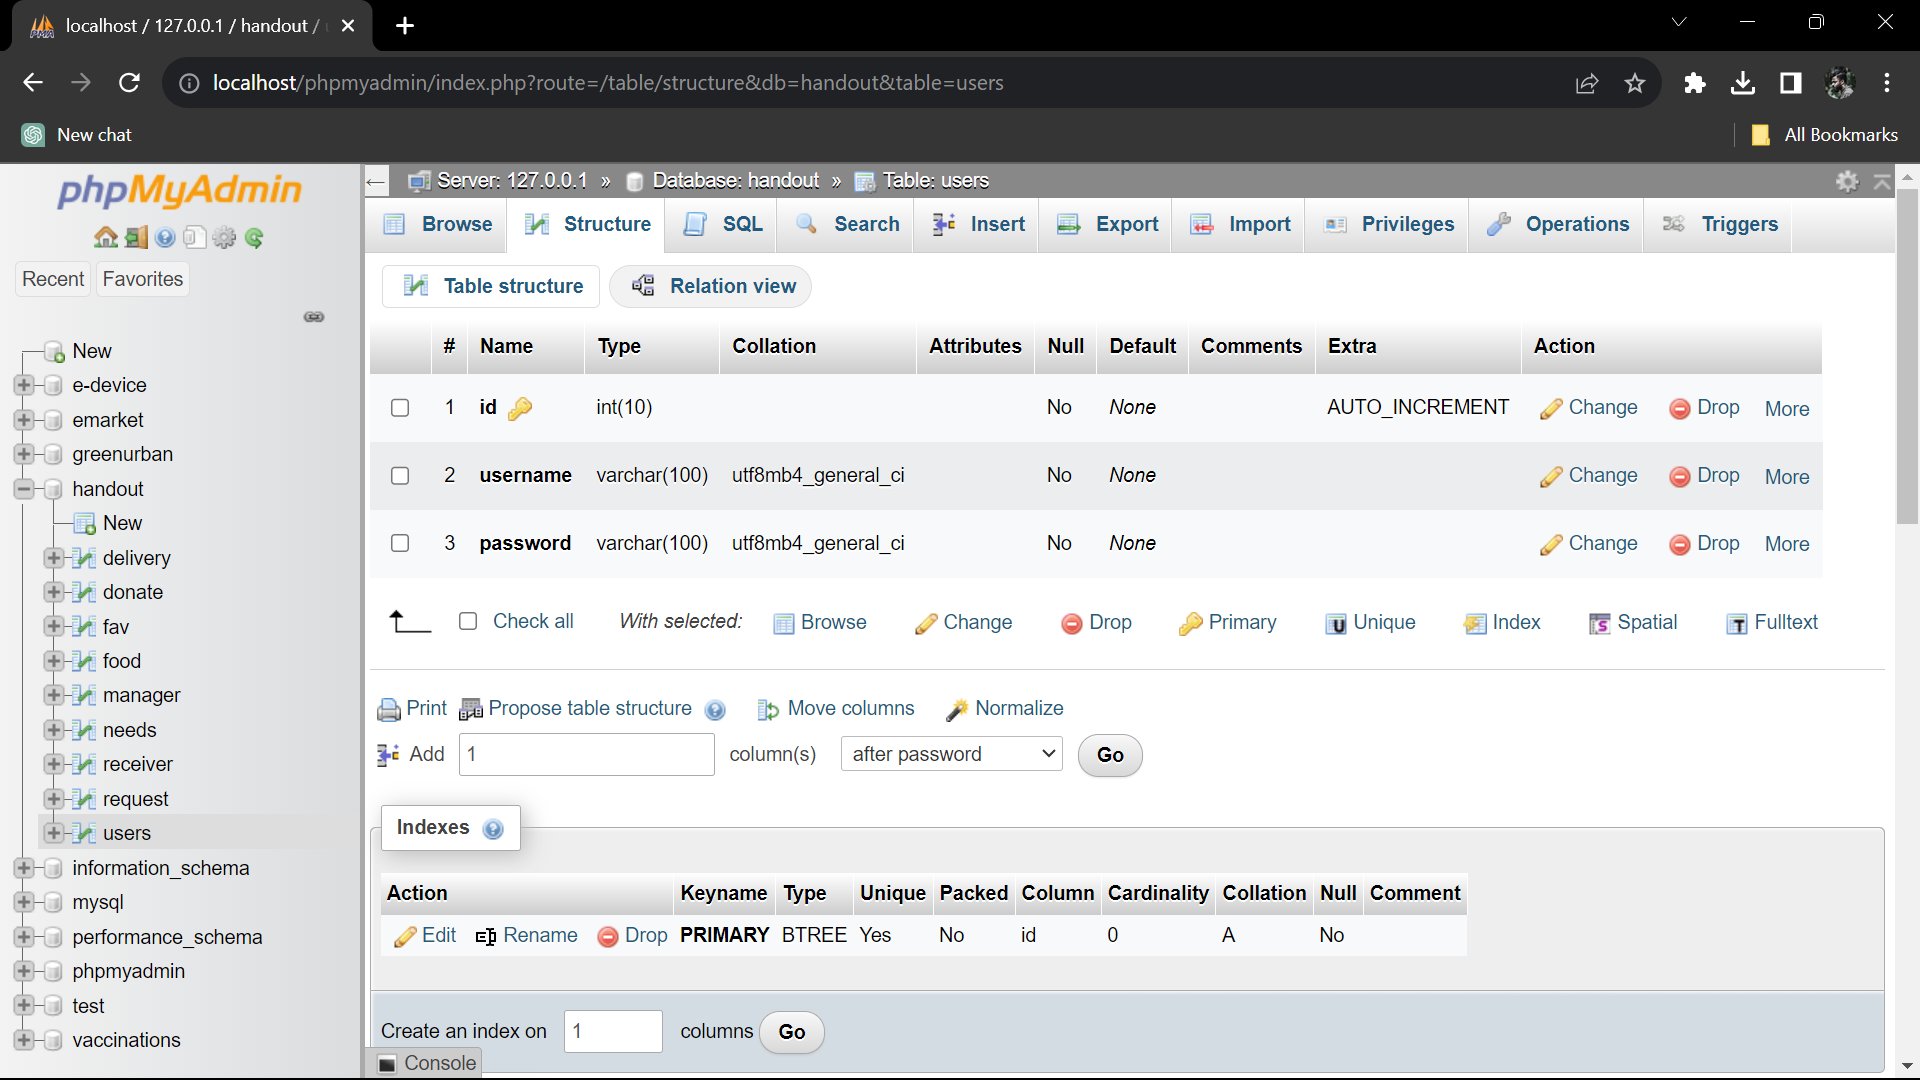 localhost / 127.0.0.1 / handout /
localhost/phpmyadmin/index.php?route=/table/structure&db=handout&table=users
New chat
All Bookmarks
phpMyAdmin
Recent Favorites
New
e-device
emarket
greenurban
handout
New
delivery
donate
fav
food
manager
needs
receiver
request
users
information_schema
mysql
performance_schema
phpmyadmin
test
vaccinations
Server: 127.0.0.1 » Database: handout » Table: users
Browse Structure SQL Search Insert Export Import Privileges Operations Triggers
Table structure Relation view
# Name Type Collation Attributes Null Default Comments Extra Action
1 id int(10) No None AUTO_INCREMENT Change Drop More
2 username varchar(100) utf8mb4_general_ci No None Change Drop More
3 password varchar(100) utf8mb4_general_ci No None Change Drop More
Check all With selected: Browse Change Drop Primary Unique Index Spatial Fulltext
Print Propose table structure Move columns Normalize
Add 1 column(s) after password Go
Indexes
Action Keyname Type Unique Packed Column Cardinality Collation Null Comment
Edit Rename Drop PRIMARY BTREE Yes No id 0 A No
Create an index on 1 columns Go
Console